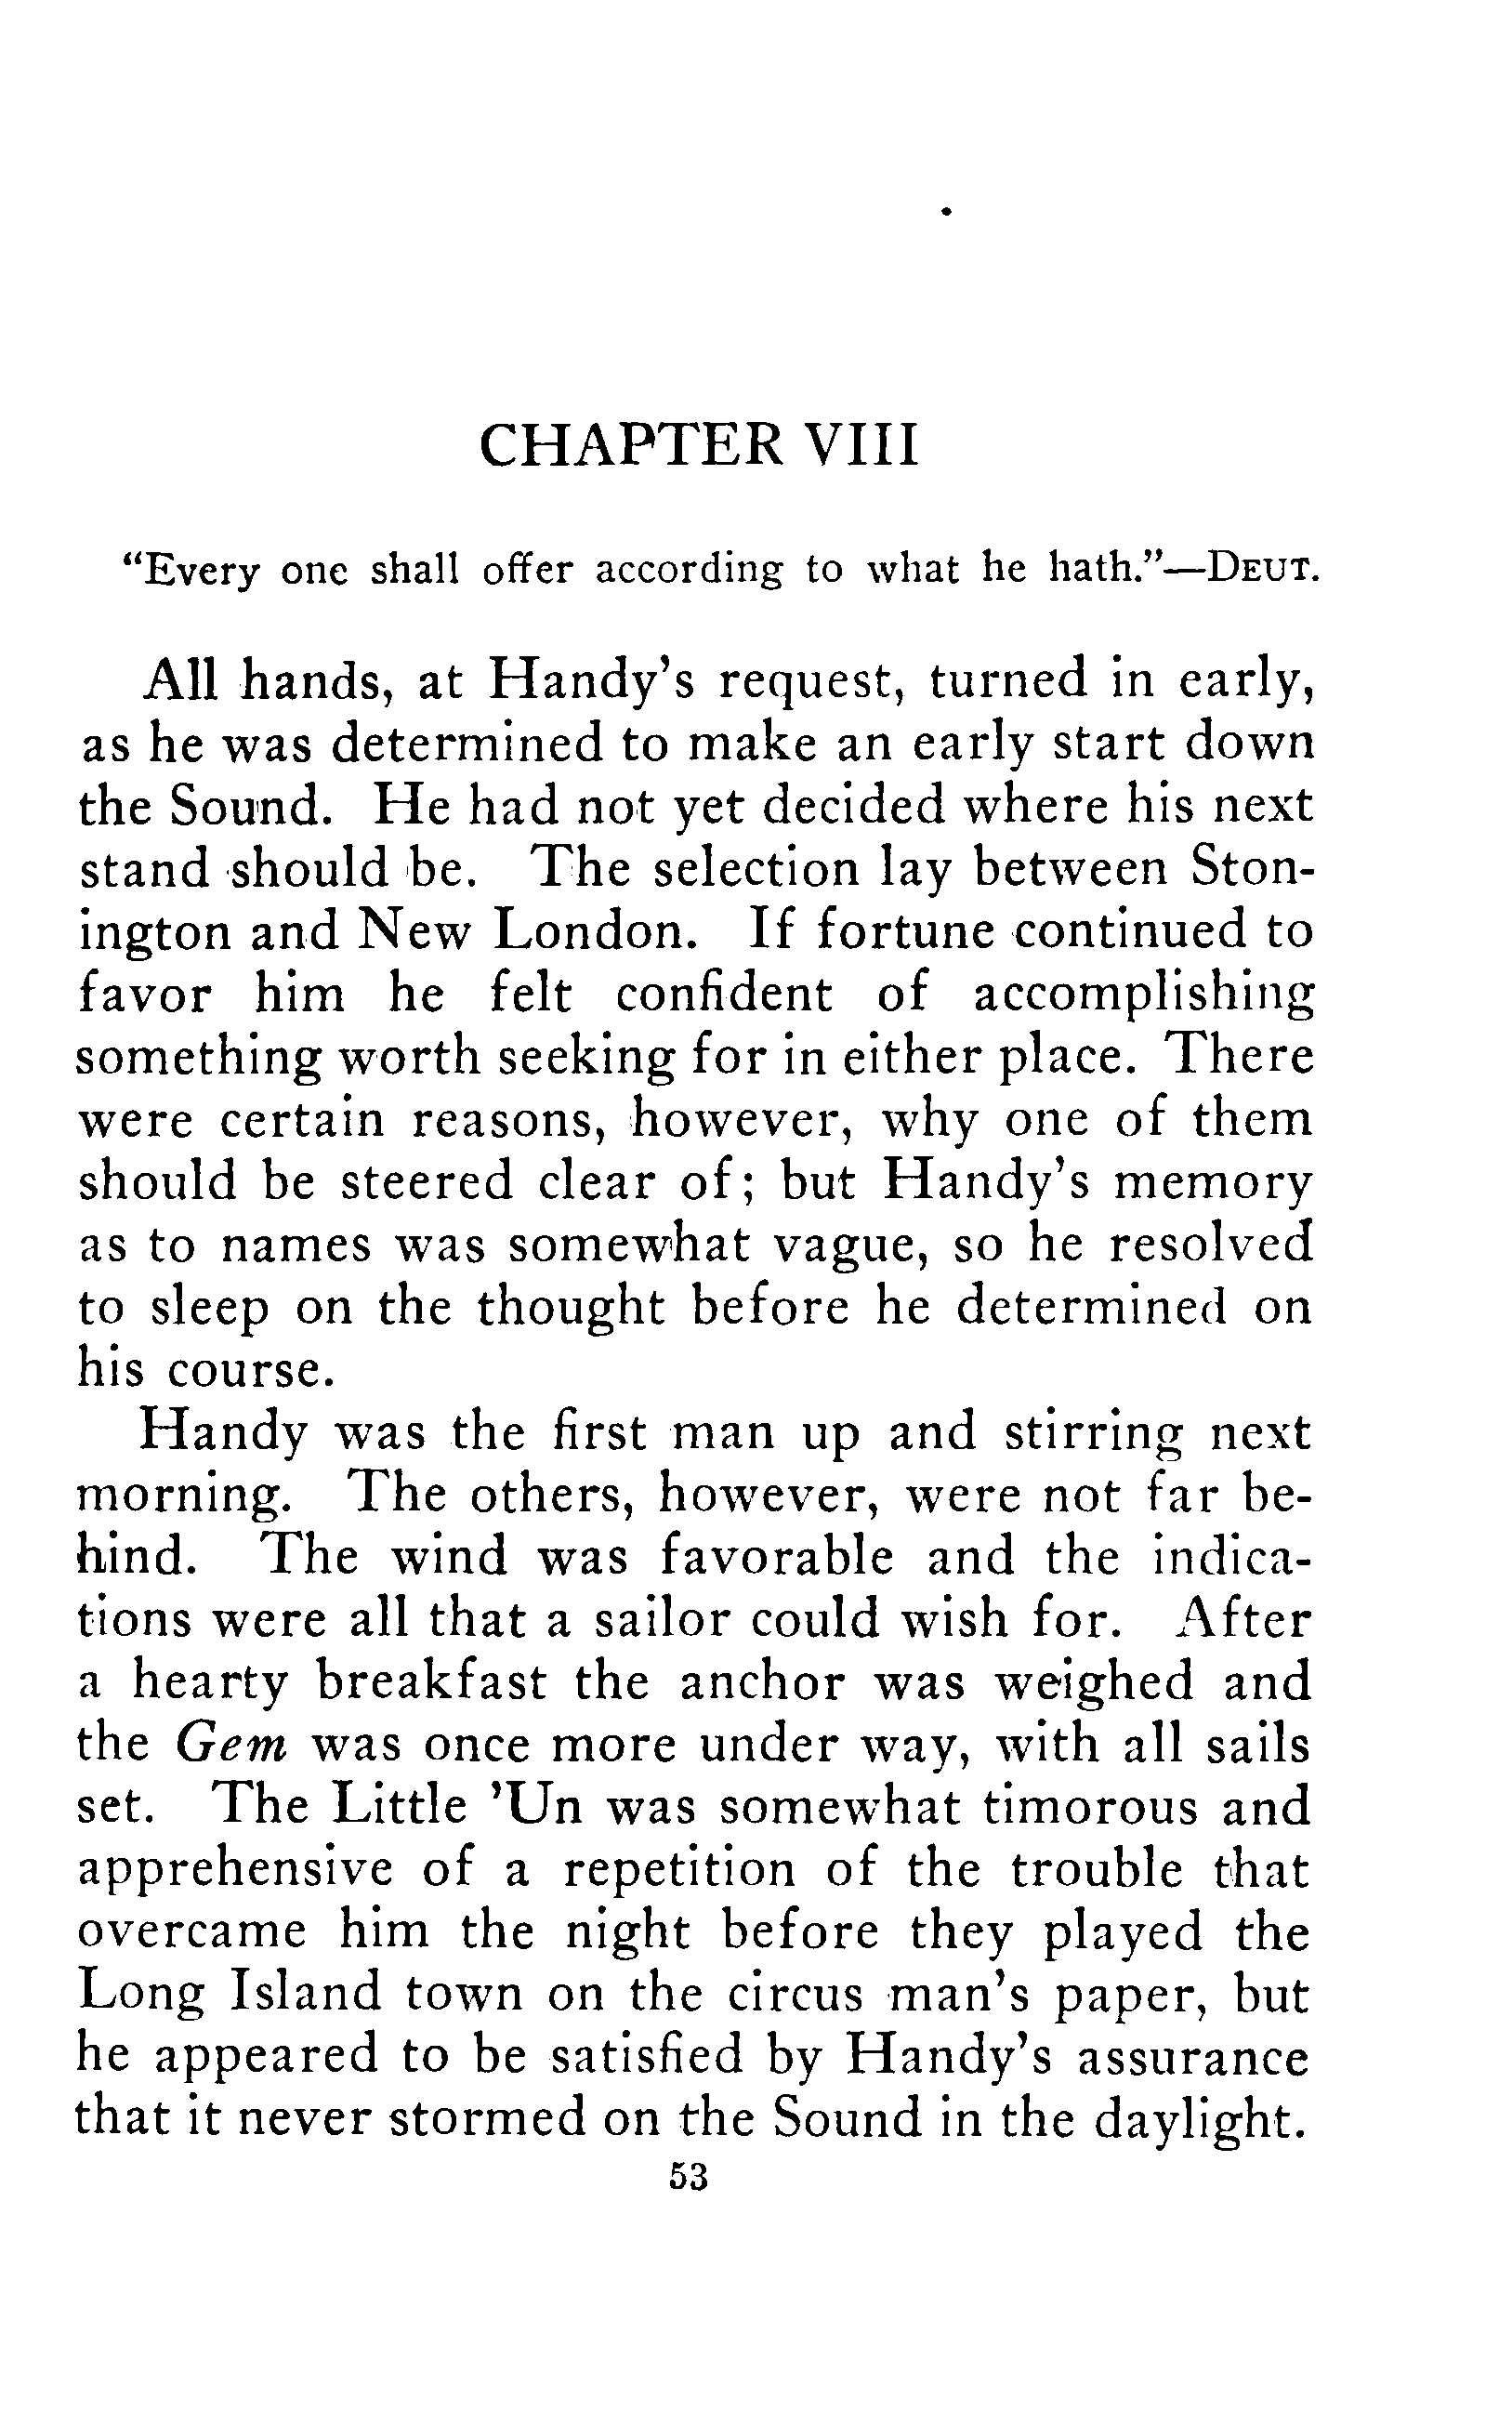 CHAPTER VIII
“Every one shall offer according to what he hath.”—DEUT.
All hands, at Handy’s request, turned in early,
as he was determined to make an early start down
the Sound. He had not yet decided where his next
stand should be. The selection lay between Ston-
ington and New London. If fortune continued to
favor him he felt confident of accomplishing
something worth seeking for in either place. There
were certain reasons, however, why one of them
should be steered clear of; but Handy’s memory
as to names was somewhat vague, so he resolved
to sleep on the thought before he determined on
his course.
Handy was the first man up and stirring next
morning. The others, however, were not far be-
hind. The wind was favorable and the indica-
tions were all that a sailor could wish for. After
a hearty breakfast the anchor was weighed and
the Gem was once more under way, with all sails
set. The Little ’Un was somewhat timorous and
apprehensive of a repetition of the trouble that
overcame him the night before they played the
Long Island town on the circus man’s paper, but
he appeared to be satisfied by Handy’s assurance
that it never stormed on the Sound in the daylight.
53